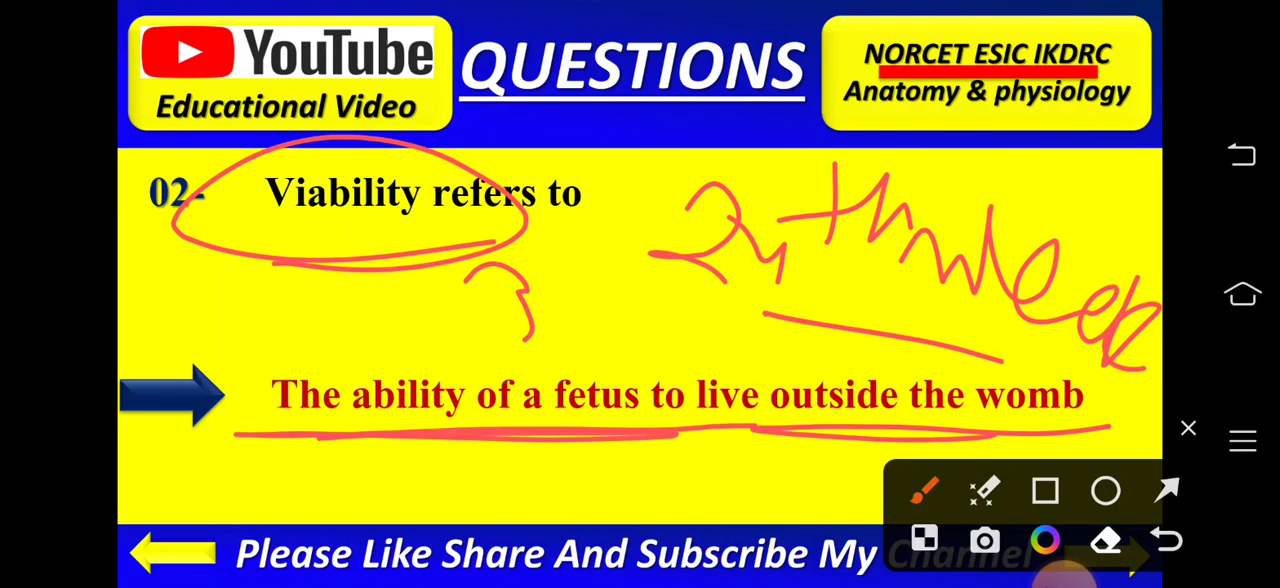 YouTube
Educational Video
QUESTIONS
NORCET ESIC IKDRC
Anatomy & physiology
02- Viability refers to
24th week
The ability of a fetus to live outside the womb
Please Like Share And Subscribe My Channel